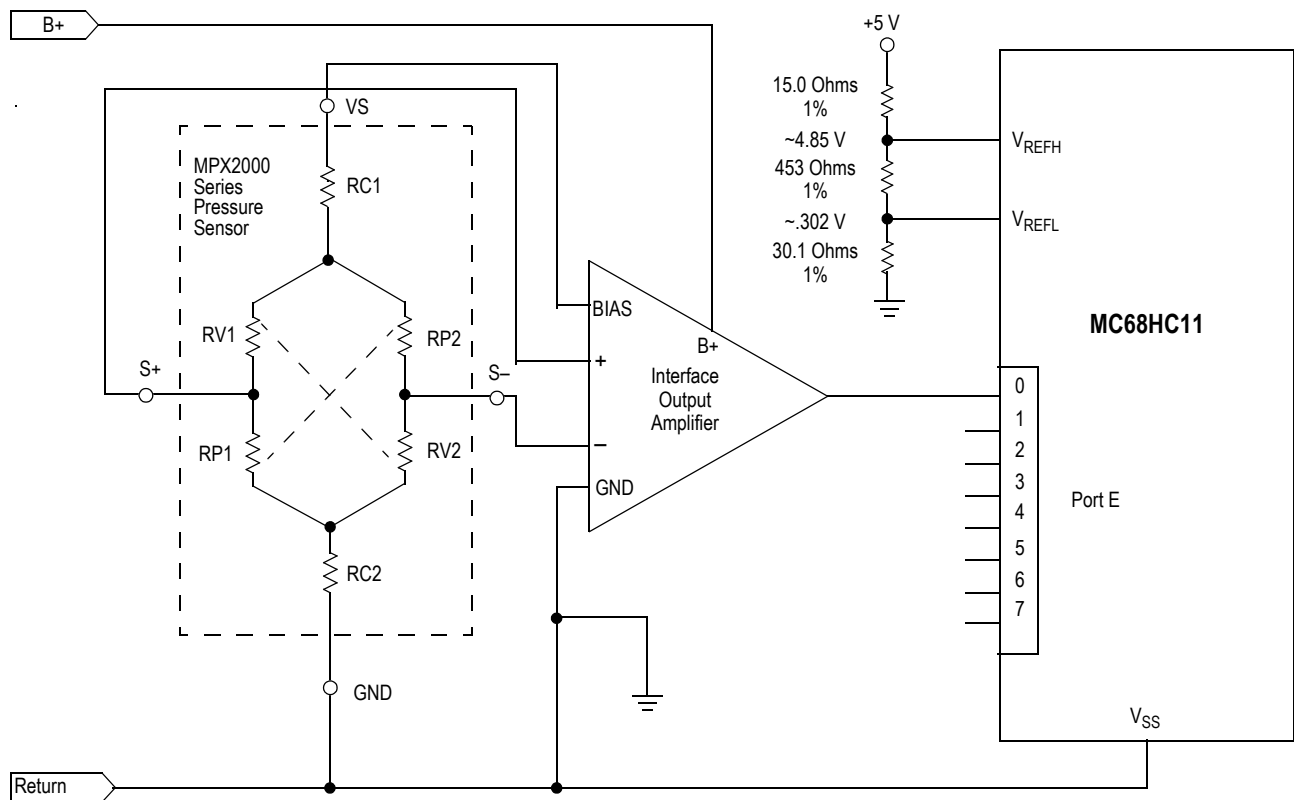 B+
+5 V
15.0 Ohms
1%
~4.85 V
453 Ohms
1%
~.302 V
30.1 Ohms
1%
VREFH
VREFL
MC68HC11
VS
MPX2000
Series
Pressure
Sensor
RC1
RV1
RP2
S+
S–
RP1
RV2
RC2
GND
BIAS
B+
+
Interface
Output
Amplifier
–
GND
0
1
2
3
4
5
6
7
Port E
VSS
Return